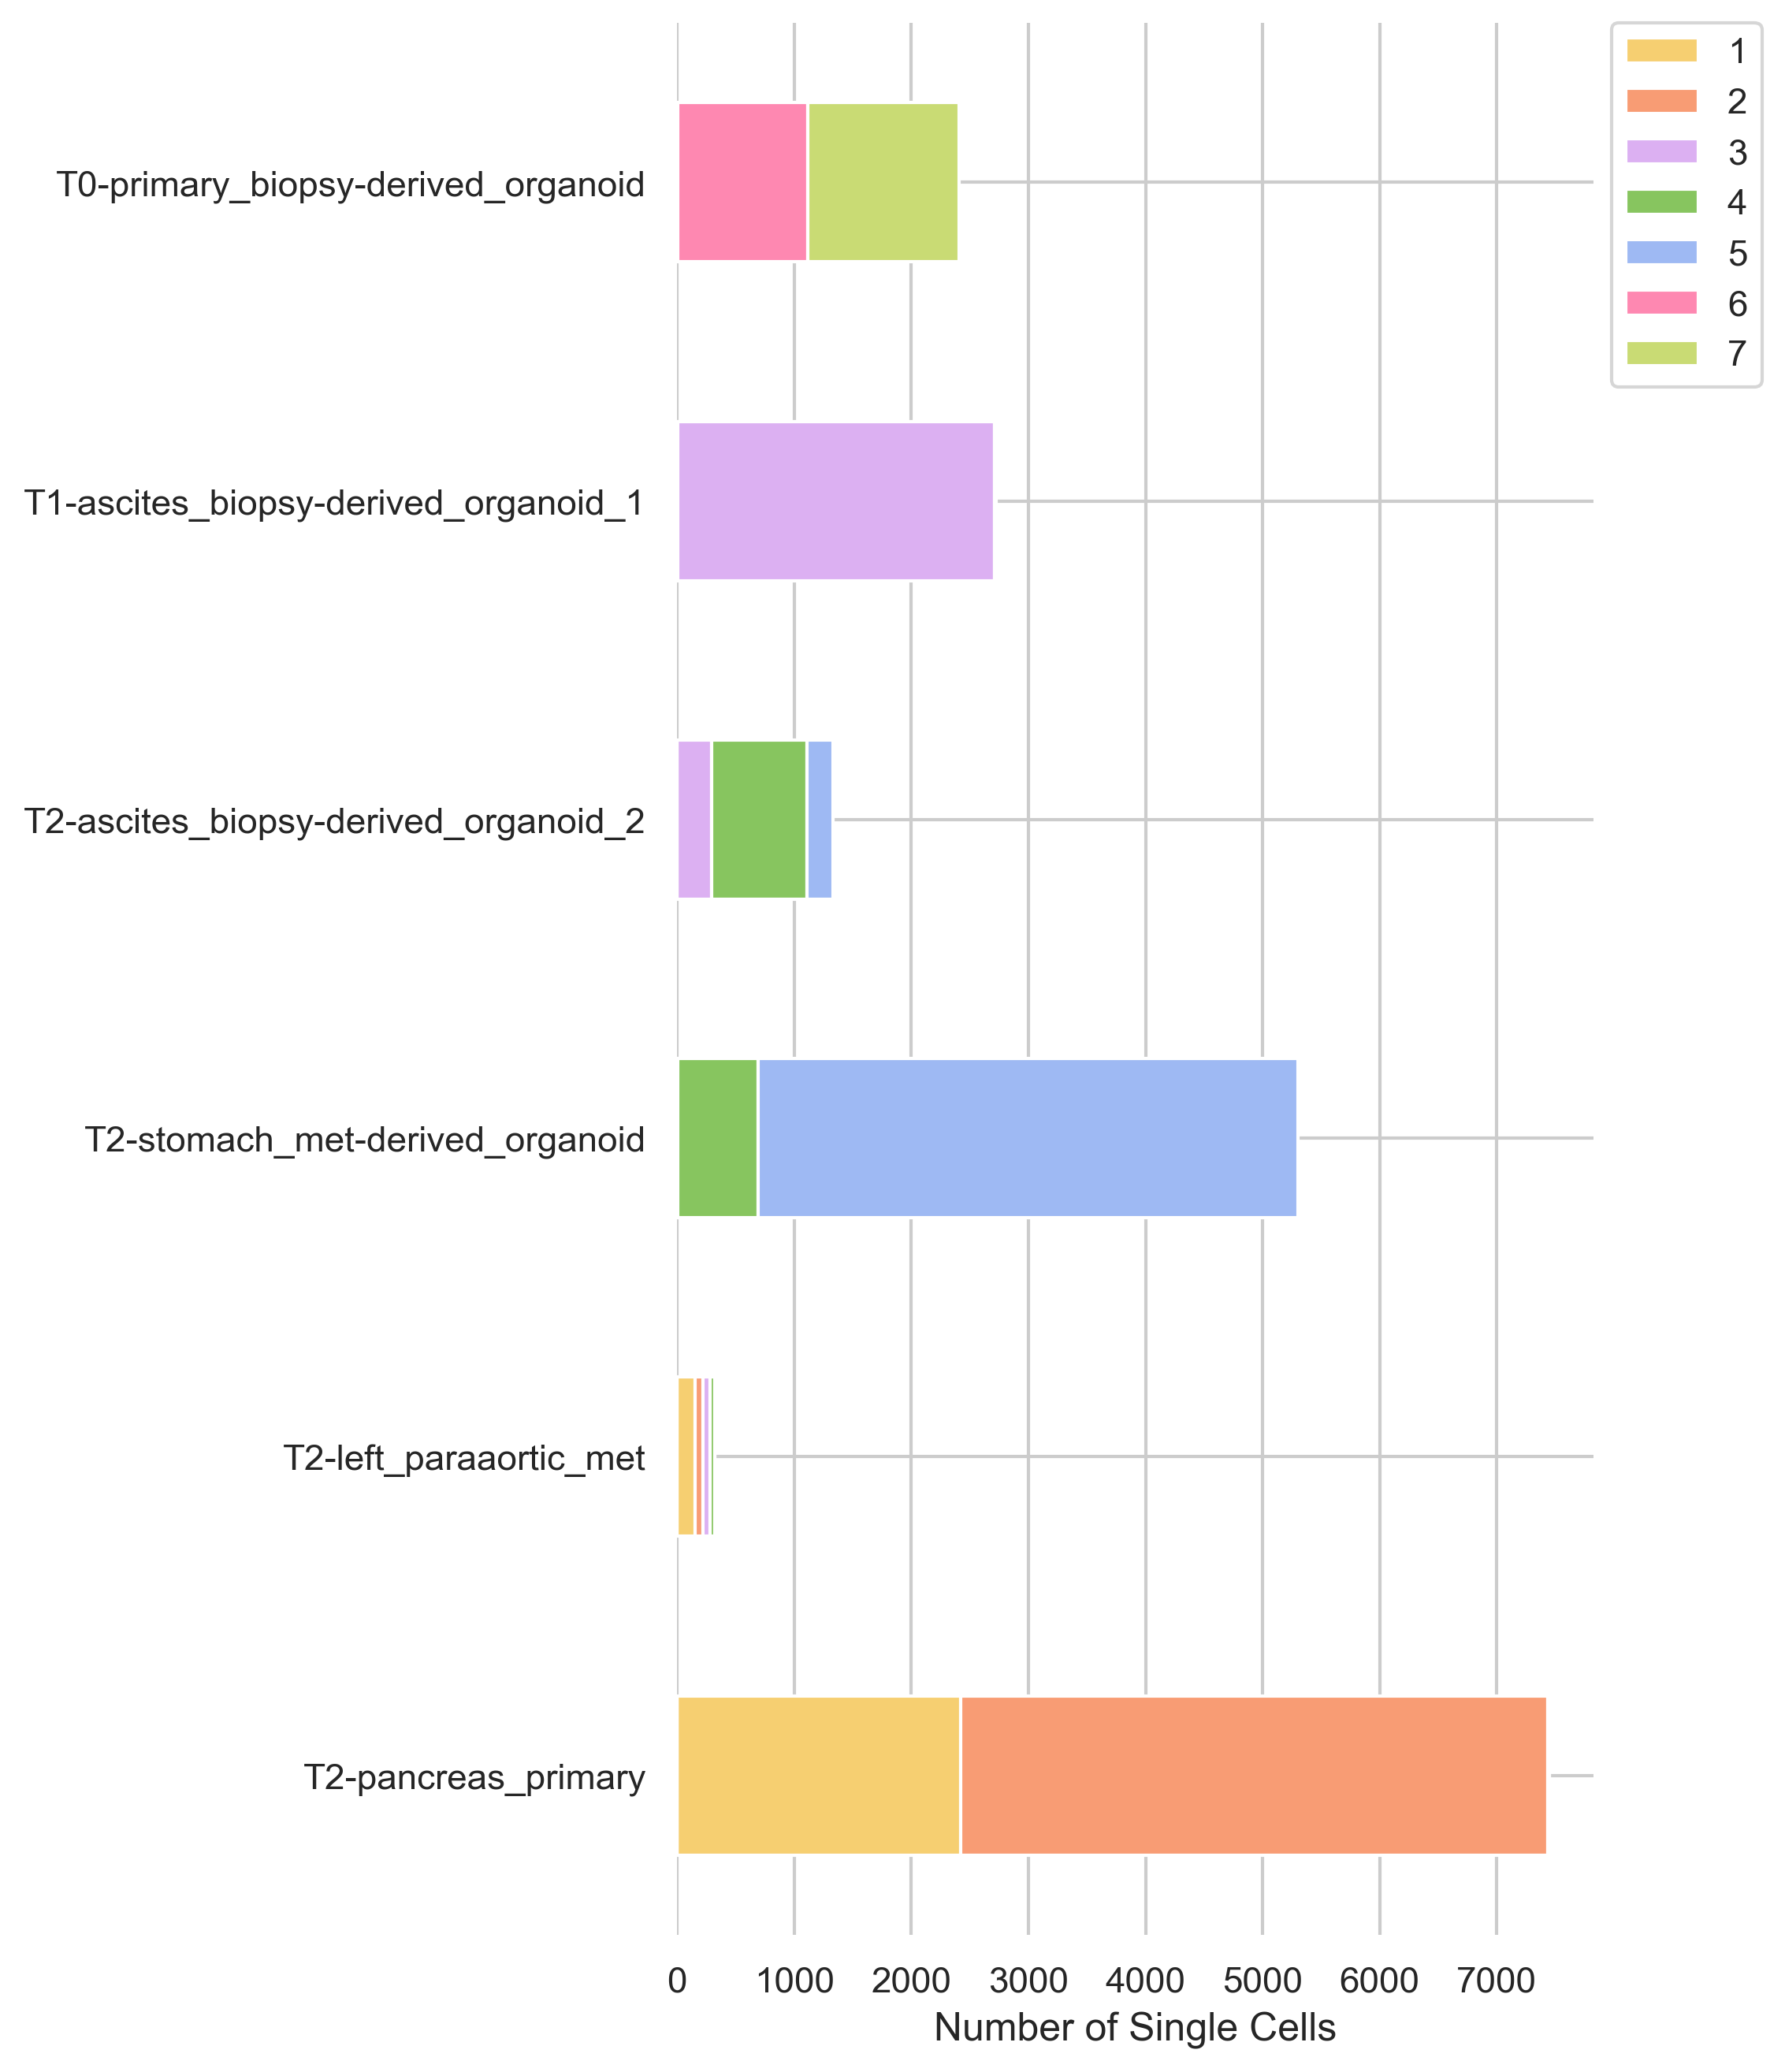 1
2
3
4
5
6
7
T0-primary_biopsy-derived_organoid
T1-ascites_biopsy-derived_organoid_1
T2-ascites_biopsy-derived_organoid_2
T2-stomach_met-derived_organoid
T2-left_paraaortic_met
T2-pancreas_primary
0 1000 2000 3000 4000 5000 6000 7000
Number of Single Cells